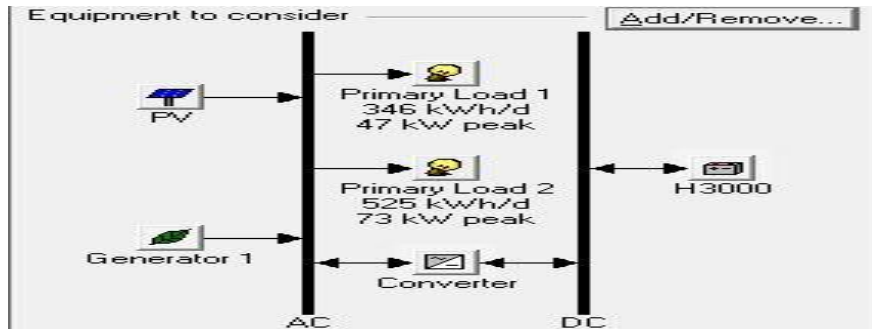 Equipment to consider
Add/Remove...
PV
Primary Load 1
346 kWh/d
47 kW peak
Primary Load 2
525 kWh/d
73 kW peak
H3000
Generator 1
Converter
AC
DC